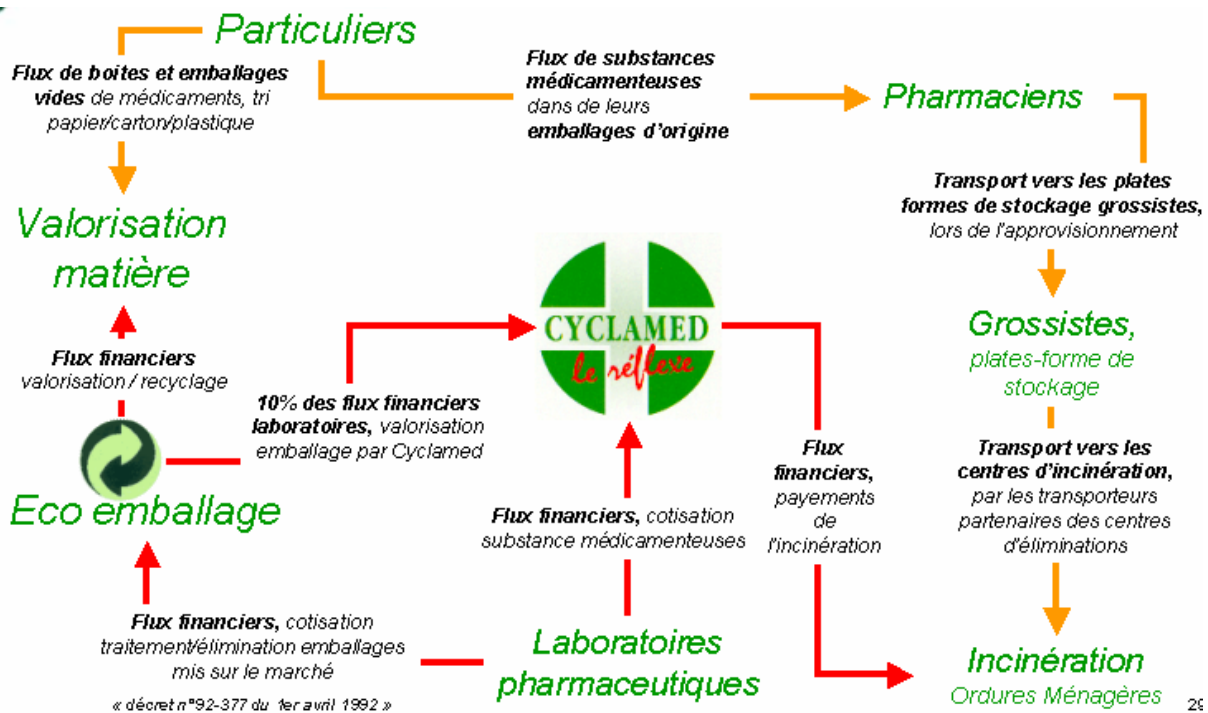 Particuliers
Flux de boites et emballages
vides de médicaments, tri
papier/carton/plastique
Flux de substances
médicamenteuses
dans de leurs
emballages d'origine
Pharmaciens
Transport vers les plates
formes de stockage grossistes,
lors de l'approvisionnement
Valorisation
matière
CYCLAMED
le réflexe
Grossistes,
plates-forme de
stockage
Flux financiers
valorisation / recyclage
10% des flux financiers
laboratoires, valorisation
emballage par Cyclamed
Eco emballage
Flux financiers, cotisation
substance médicamenteuses
Flux
financiers,
payements
de
l'incinération
Transport vers les
centres d'incinération,
par les transporteurs
partenaires des centres
d'éliminations
Flux financiers, cotisation
traitement/élimination emballages
mis sur le marché
« décret n°92-377 du 1er avril 1992 »
Laboratoires
pharmaceutiques
Incinération
Ordures Ménagères
29